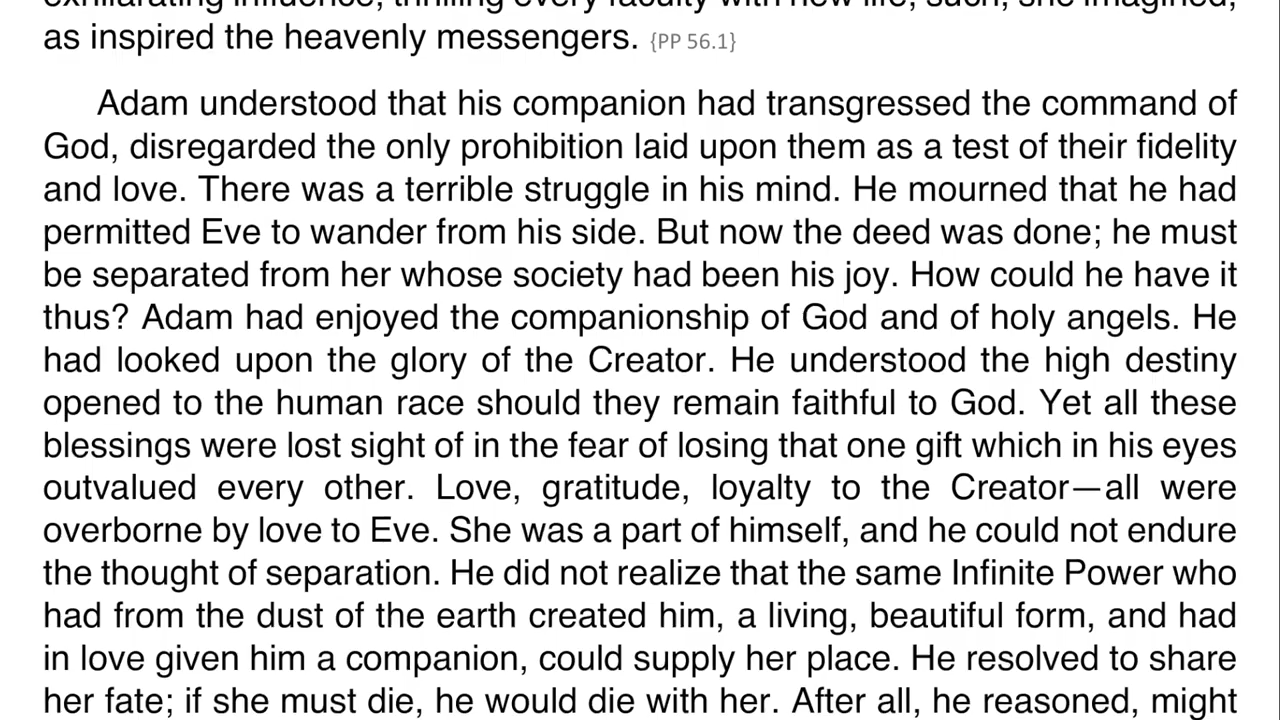 exhilarating influence, thrilling every faculty with new life, such, she imagined,
as inspired the heavenly messengers. {PP 56.1}
Adam understood that his companion had transgressed the command of
God, disregarded the only prohibition laid upon them as a test of their fidelity
and love. There was a terrible struggle in his mind. He mourned that he had
permitted Eve to wander from his side. But now the deed was done; he must
be separated from her whose society had been his joy. How could he have it
thus? Adam had enjoyed the companionship of God and of holy angels. He
had looked upon the glory of the Creator. He understood the high destiny
opened to the human race should they remain faithful to God. Yet all these
blessings were lost sight of in the fear of losing that one gift which in his eyes
outvalued every other. Love, gratitude, loyalty to the Creator—all were
overborne by love to Eve. She was a part of himself, and he could not endure
the thought of separation. He did not realize that the same Infinite Power who
had from the dust of the earth created him, a living, beautiful form, and had
in love given him a companion, could supply her place. He resolved to share
her fate; if she must die, he would die with her. After all, he reasoned, might